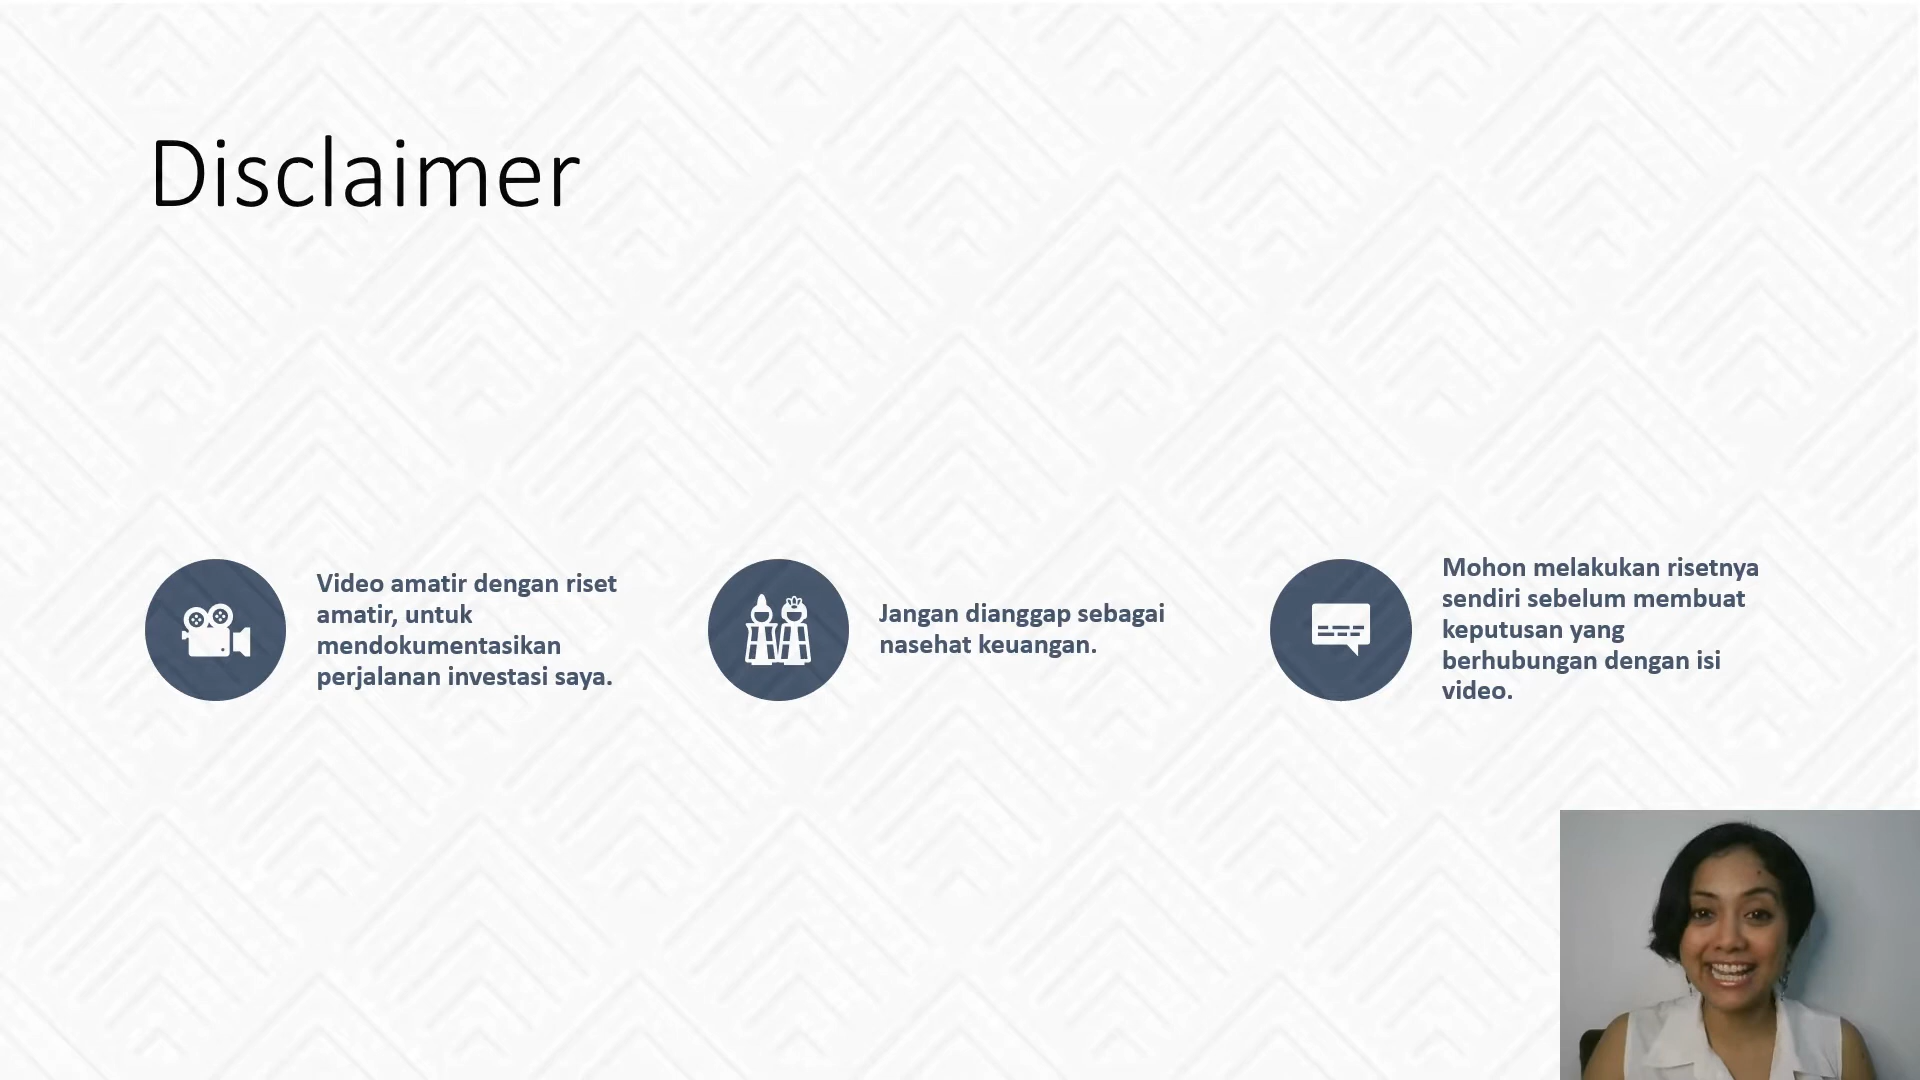 Disclaimer
Video amatir dengan riset
amatir, untuk
mendokumentasikan
perjalanan investasi saya.
Jangan dianggap sebagai
nasehat keuangan.
Mohon melakukan risetnya
sendiri sebelum membuat
keputusan yang
berhubungan dengan isi
video.